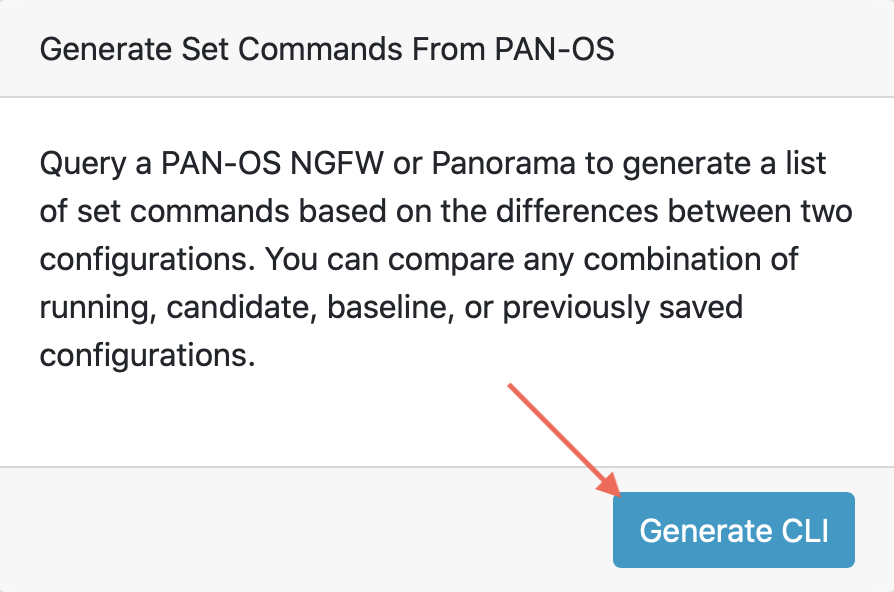 Generate Set Commands From PAN-OS
Query a PAN-OS NGFW or Panorama to generate a list
of set commands based on the differences between two
configurations. You can compare any combination of
running, candidate, baseline, or previously saved
configurations.
Generate CLI